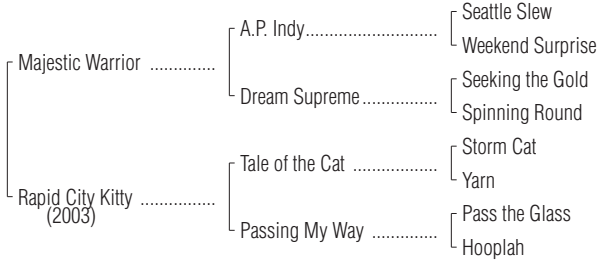 Seattle Slew
A.P. Indy..........................
Weekend Surprise
Majestic Warrior .............
Seeking the Gold
Dream Supreme...............
Spinning Round
Storm Cat
Tale of the Cat .................
Yarn
Rapid City Kitty ...............
(2003)
Pass the Glass
Passing My Way .............
Hooplah